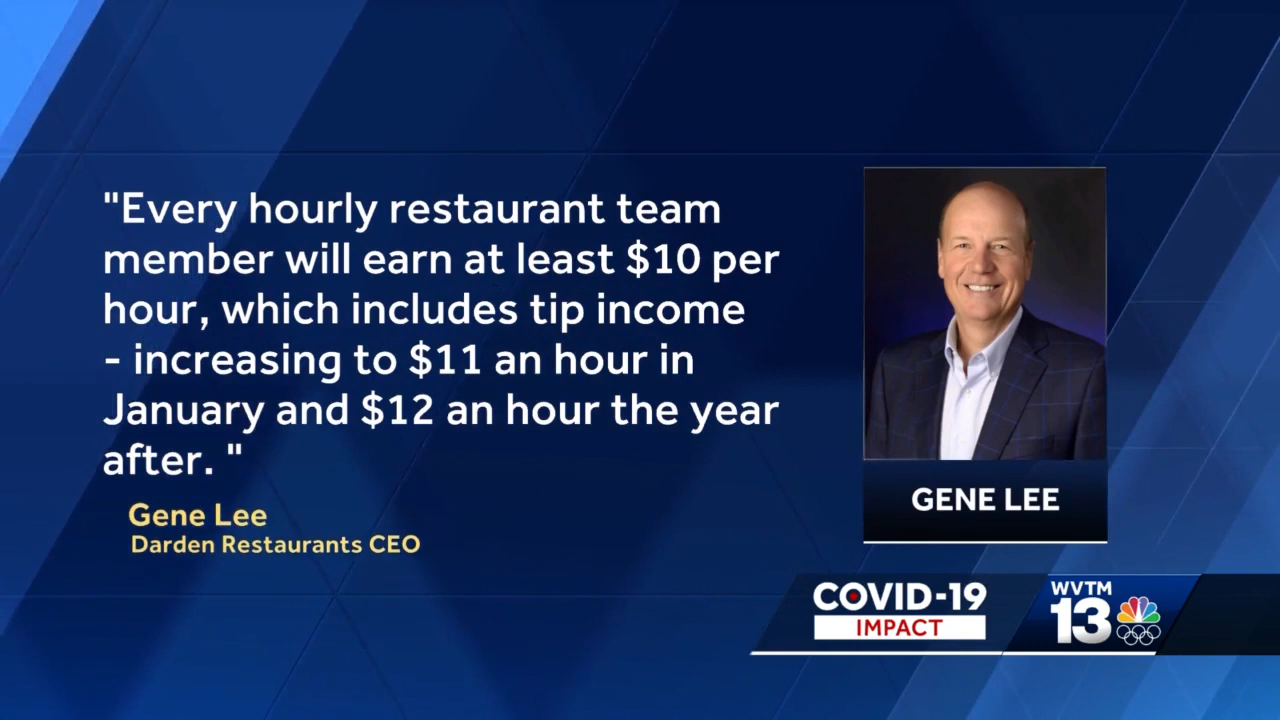 "Every hourly restaurant team
member will earn at least $10 per
hour, which includes tip income
- increasing to $11 an hour in
January and $12 an hour the year
after. "
Gene Lee
Darden Restaurants CEO
GENE LEE
COVID-19
IMPACT
WVTM
13